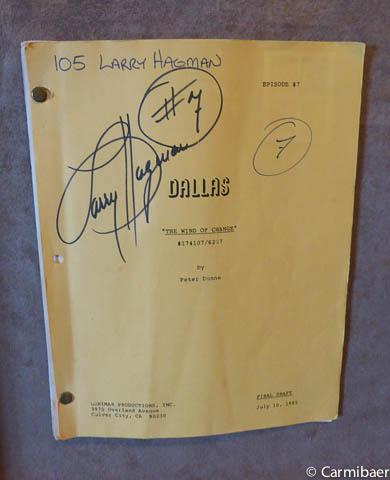 105 LARRY HAGMAN
EPISODE #7
#7
7
Larry Hagman
DALLAS
"THE WIND OF CHANGE"
#174107/6207
by
Peter Dunne
LORIMAR PRODUCTIONS, INC.
3970 Overland Avenue
Culver City, CA 90230
FINAL DRAFT
July 10, 1985
© Carmibaer